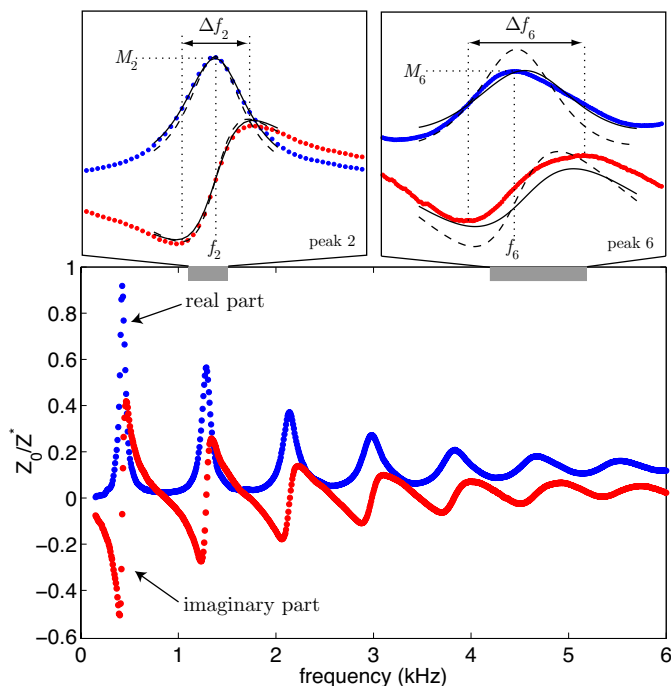 Δf₂
M₂
f₂
peak 2
Δf₆
M₆
f₆
peak 6
1
0.8
0.6
0.4
0.2
0
−0.2
−0.4
−0.6
Z₀/Z*
real part
imaginary part
0 1 2 3 4 5 6
frequency (kHz)